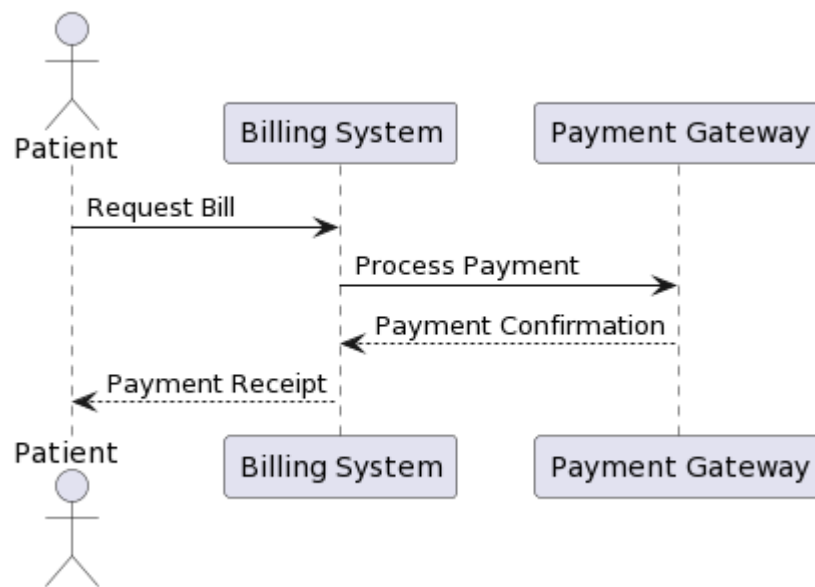 Patient
Billing System
Payment Gateway
Request Bill
Process Payment
Payment Confirmation
Payment Receipt
Patient
Billing System
Payment Gateway